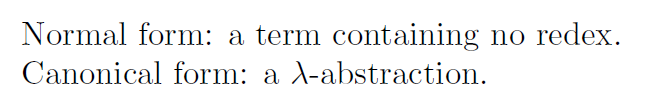 Normal form: a term containing no redex.
Canonical form: a λ-abstraction.